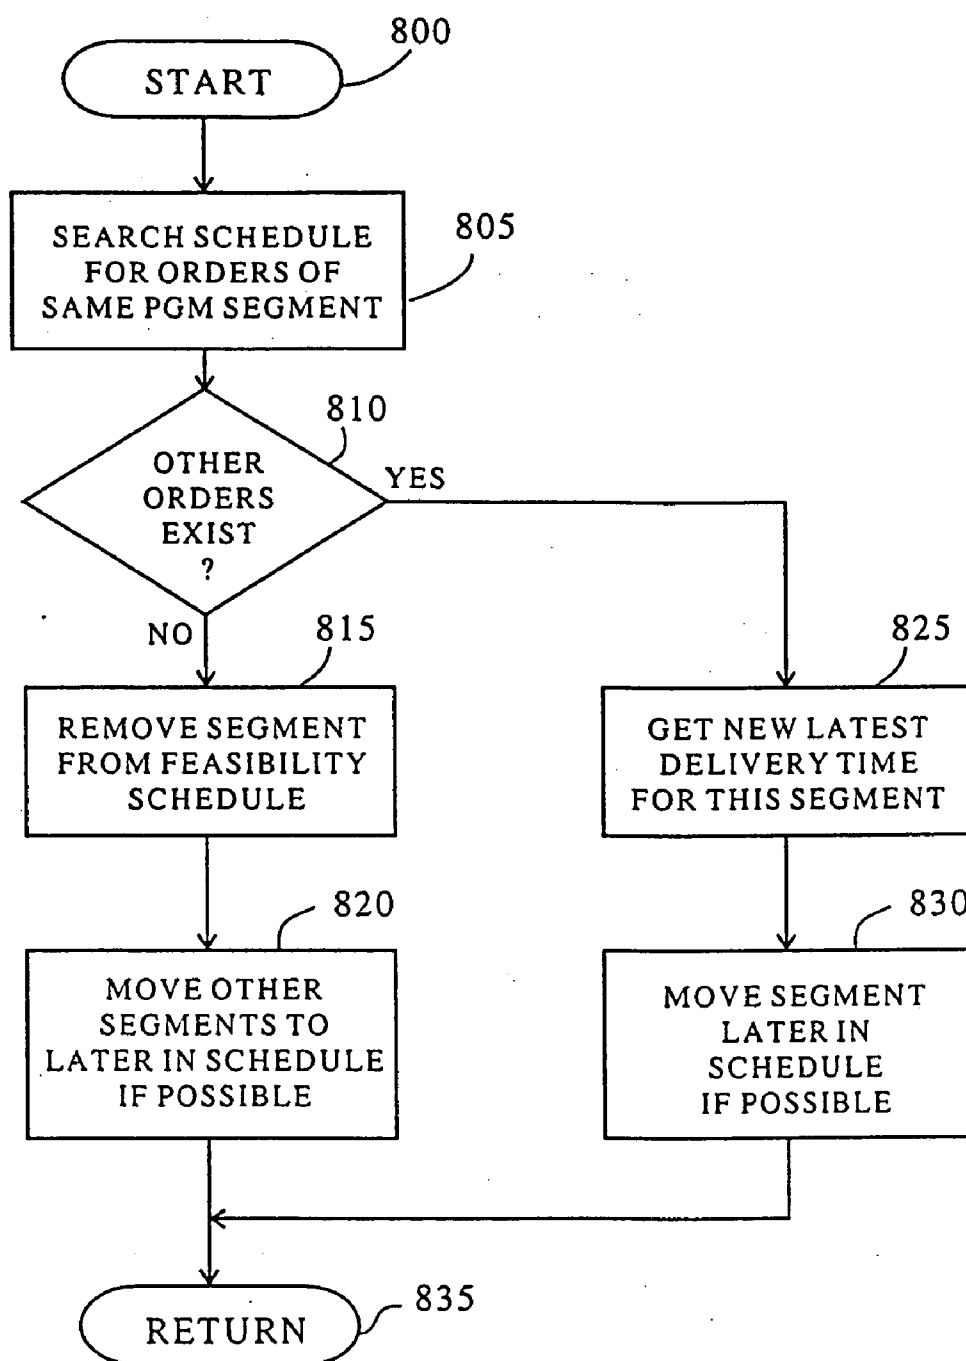 800
START
805
SEARCH SCHEDULE
FOR ORDERS OF
SAME PGM SEGMENT
810
OTHER
ORDERS
EXIST
?
YES
NO
815
REMOVE SEGMENT
FROM FEASIBILITY
SCHEDULE
825
GET NEW LATEST
DELIVERY TIME
FOR THIS SEGMENT
820
MOVE OTHER
SEGMENTS TO
LATER IN SCHEDULE
IF POSSIBLE
830
MOVE SEGMENT
LATER IN
SCHEDULE
IF POSSIBLE
835
RETURN